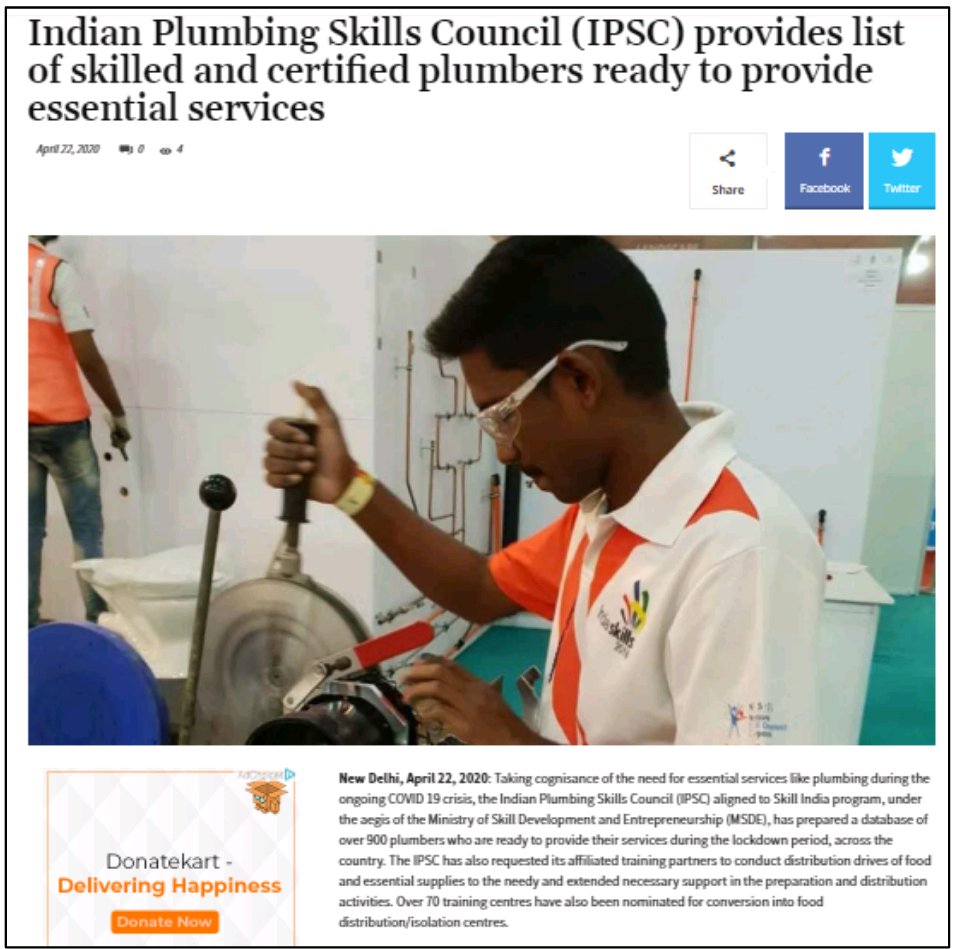 Indian Plumbing Skills Council (IPSC) provides list
of skilled and certified plumbers ready to provide
essential services
April 22, 2020 0 4
Share
Facebook
Twitter
LANDSCAPE
india
skills
2018
AdChoices
Donatekart -
Delivering Happiness
Donate Now
New Delhi, April 22, 2020: Taking cognisance of the need for essential services like plumbing during the
ongoing COVID 19 crisis, the Indian Plumbing Skills Council (IPSC) aligned to Skill India program, under
the aegis of the Ministry of Skill Development and Entrepreneurship (MSDE), has prepared a database of
over 900 plumbers who are ready to provide their services during the lockdown period, across the
country. The IPSC has also requested its affiliated training partners to conduct distribution drives of food
and essential supplies to the needy and extended necessary support in the preparation and distribution
activities. Over 70 training centres have also been nominated for conversion into food
distribution/isolation centres.